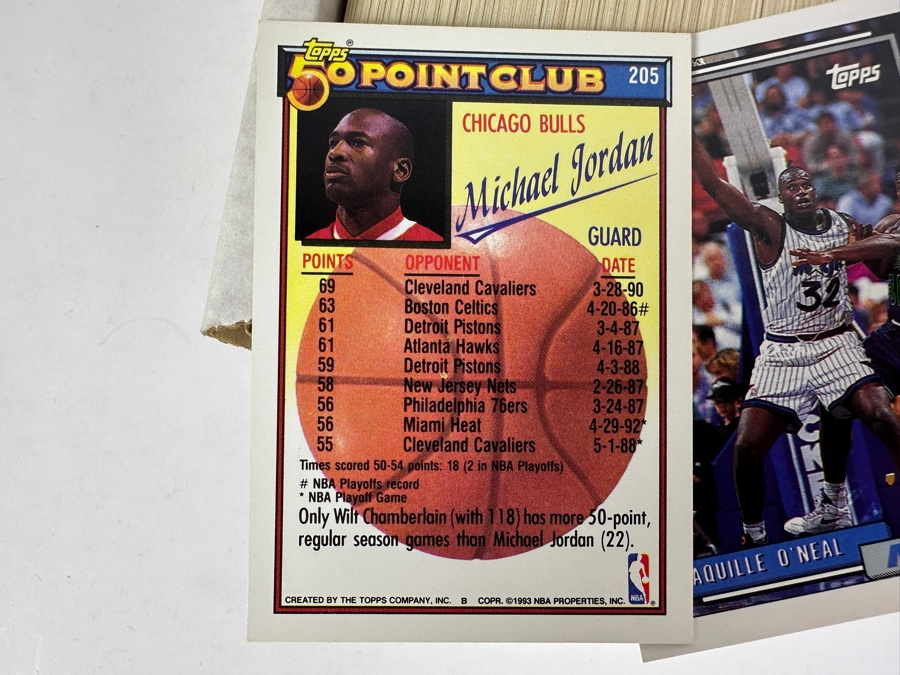 topps®
50 POINT CLUB 205
CHICAGO BULLS
Michael Jordan
GUARD
POINTS OPPONENT DATE
69 Cleveland Cavaliers 3-28-90
63 Boston Celtics 4-20-86#
61 Detroit Pistons 3-4-87
61 Atlanta Hawks 4-16-87
59 Detroit Pistons 4-3-88
58 New Jersey Nets 2-26-87
56 Philadelphia 76ers 3-24-87
56 Miami Heat 4-29-92*
55 Cleveland Cavaliers 5-1-88*
Times scored 50-54 points: 18 (2 in NBA Playoffs)
# NBA Playoffs record
* NBA Playoff Game
Only Wilt Chamberlain (with 118) has more 50-point,
regular season games than Michael Jordan (22).
NBA ®
CREATED BY THE TOPPS COMPANY, INC. B COPR. ©1993 NBA PROPERTIES, INC.
topps
32
AQUILLE O'NEAL